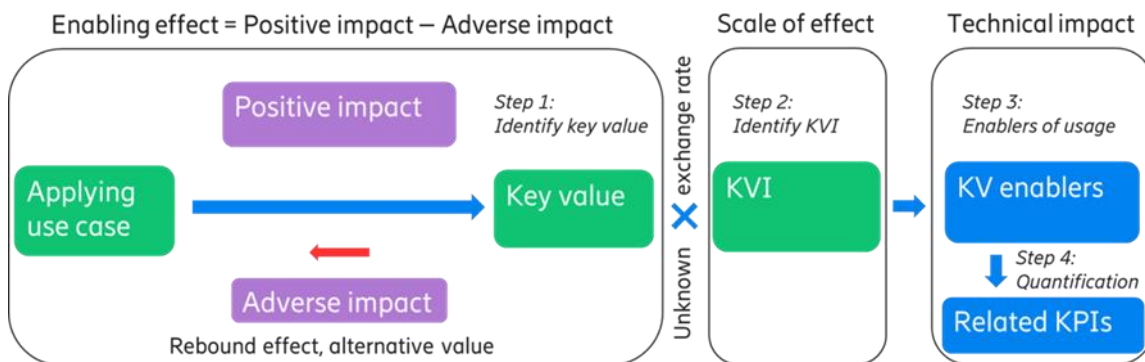 Enabling effect = Positive impact – Adverse impact
Scale of effect
Technical impact
Positive impact
Step 1:
Identify key value
Applying
use case
Key value
Adverse impact
Rebound effect, alternative value
Unknown
exchange rate
Step 2:
Identify KVI
KVI
Step 3:
Enablers of usage
KV enablers
Step 4:
Quantification
Related KPIs